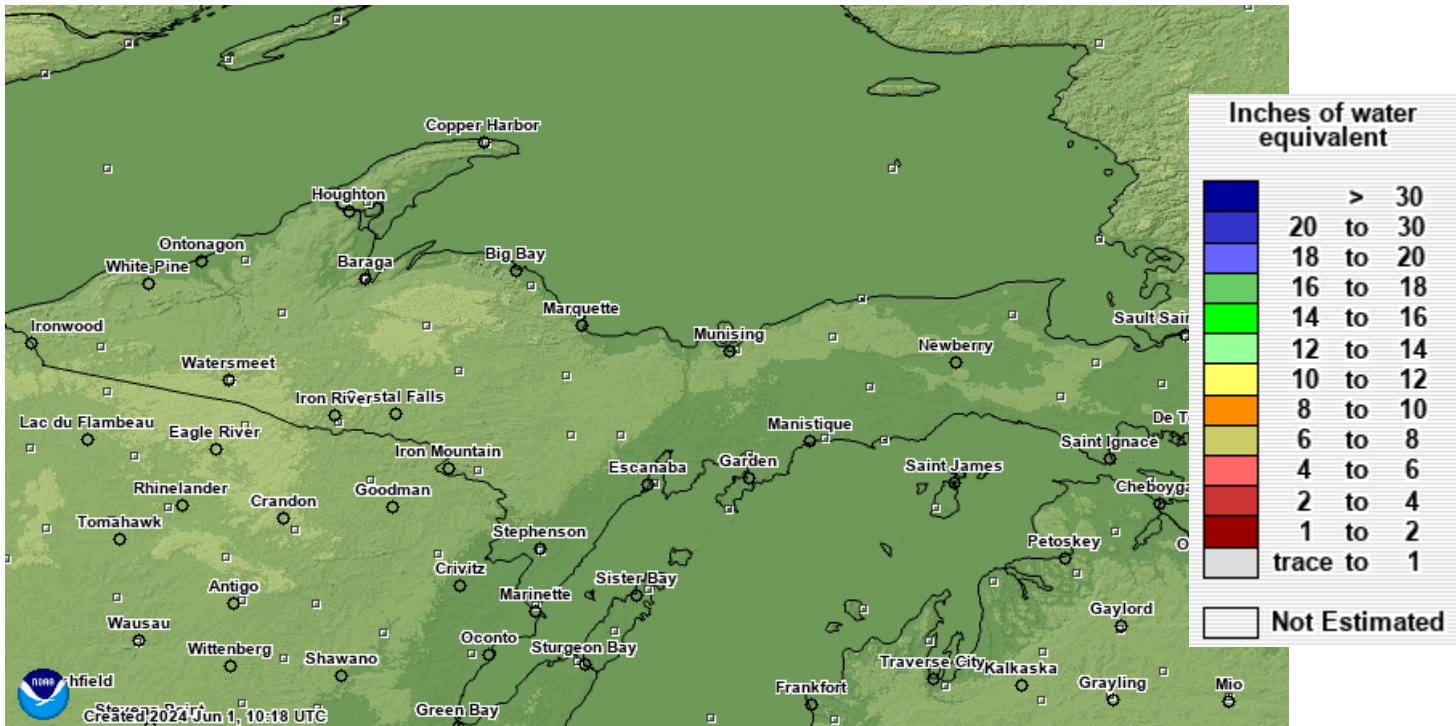 Copper Harbor
Houghton
Ontonagon
White Pine
Baraga
Big Bay
Marquette
Ironwood
Munising
Newberry
Sault Sain
Watersmeet
Iron River
stal Falls
Lac du Flambeau
Eagle River
Manistique
De T
Iron Mountain
Saint Ignace
Escanaba
Garden
Saint James
Rhinelander
Crandon
Goodman
Cheboyga
Tomahawk
Stephenson
Petoskey
O
Crivitz
Sister Bay
Antigo
Marinette
Gaylord
Wausau
Oconto
Wittenberg
Shawano
Sturgeon Bay
Traverse City
Kalkaska
NOAA
hfield
Frankfort
Grayling
Mio
Stevens Point
Green Bay
Created 2024 Jun 1, 10:18 UTC
Inches of water
equivalent
> 30
20 to 30
18 to 20
16 to 18
14 to 16
12 to 14
10 to 12
8 to 10
6 to 8
4 to 6
2 to 4
1 to 2
trace to 1
Not Estimated